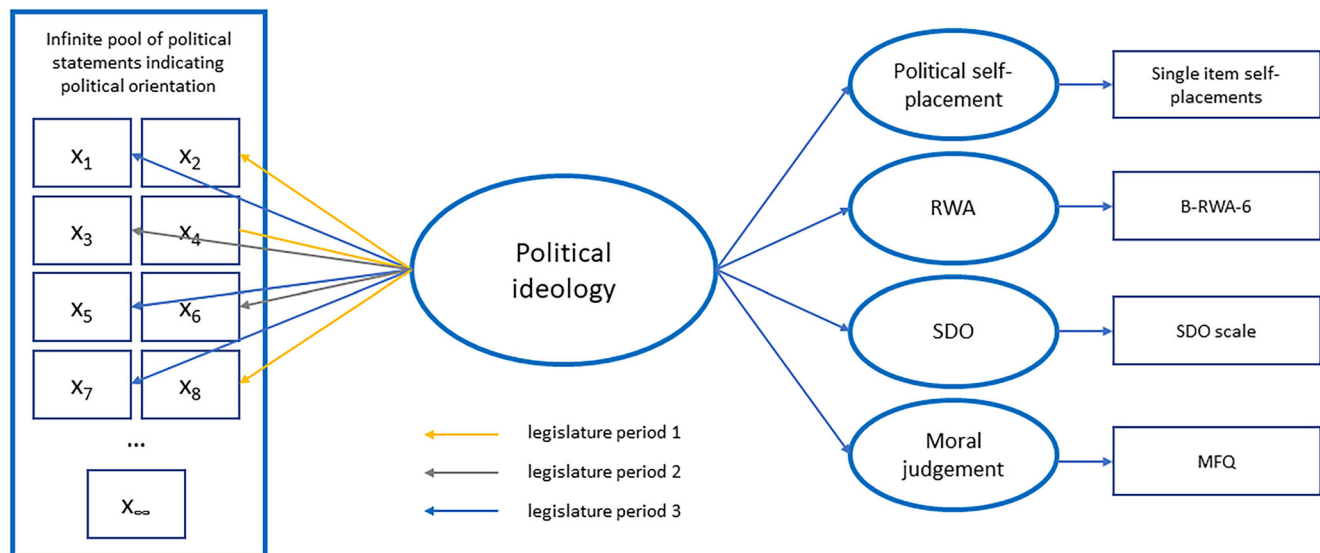 Infinite pool of political
statements indicating
political orientation
X₁
X₂
X₃
X₄
X₅
X₆
X₇
X₈
...
X∞
Political
ideology
legislature period 1
legislature period 2
legislature period 3
Political self-
placement
Single item self-
placements
RWA
B-RWA-6
SDO
SDO scale
Moral
judgement
MFQ